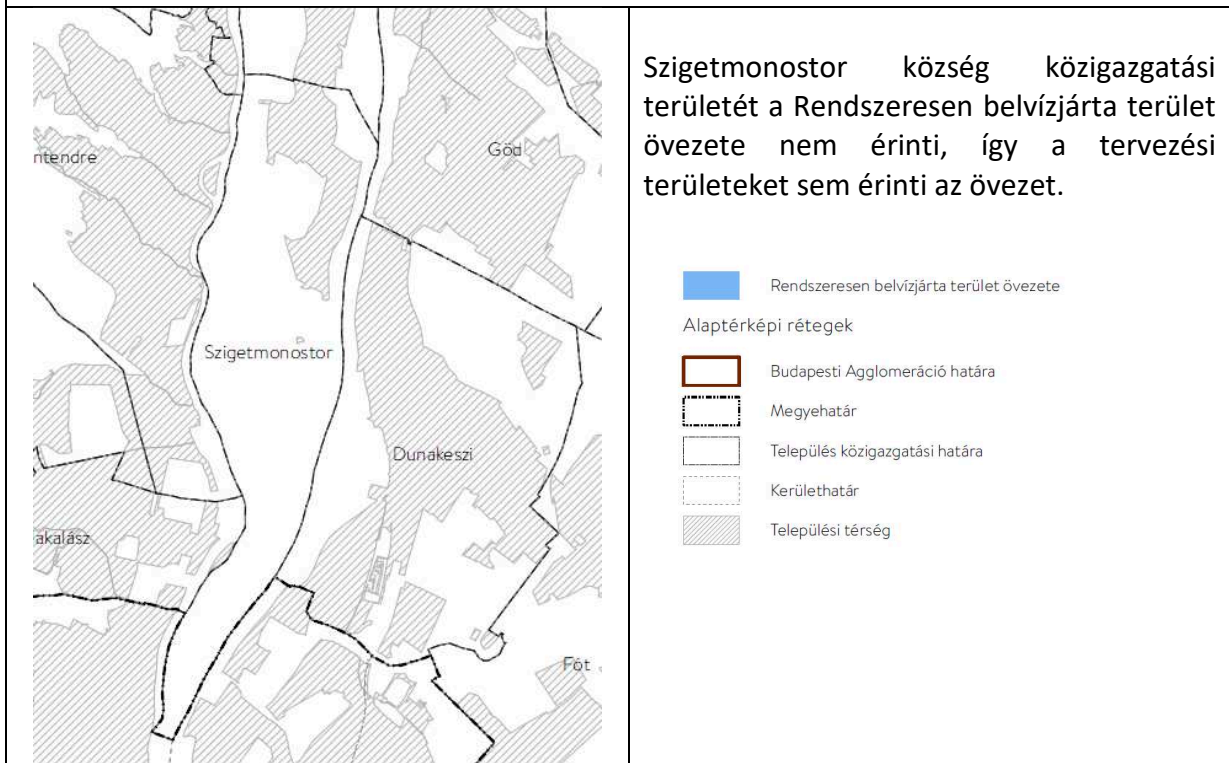 Szigetmonostor község közigazgatási
területét a Rendszeresen belvízjárta terület
övezete nem érinti, így a tervezési
területeket sem érinti az övezet.
Rendszeresen belvízjárta terület övezete
Alaptérképi rétegek
Budapesti Agglomeráció határa
Megyehatár
Település közigazgatási határa
Kerülethatár
Települési térség
ntendre
Göd
Szigetmonostor
Dunakeszi
akalász
Fót